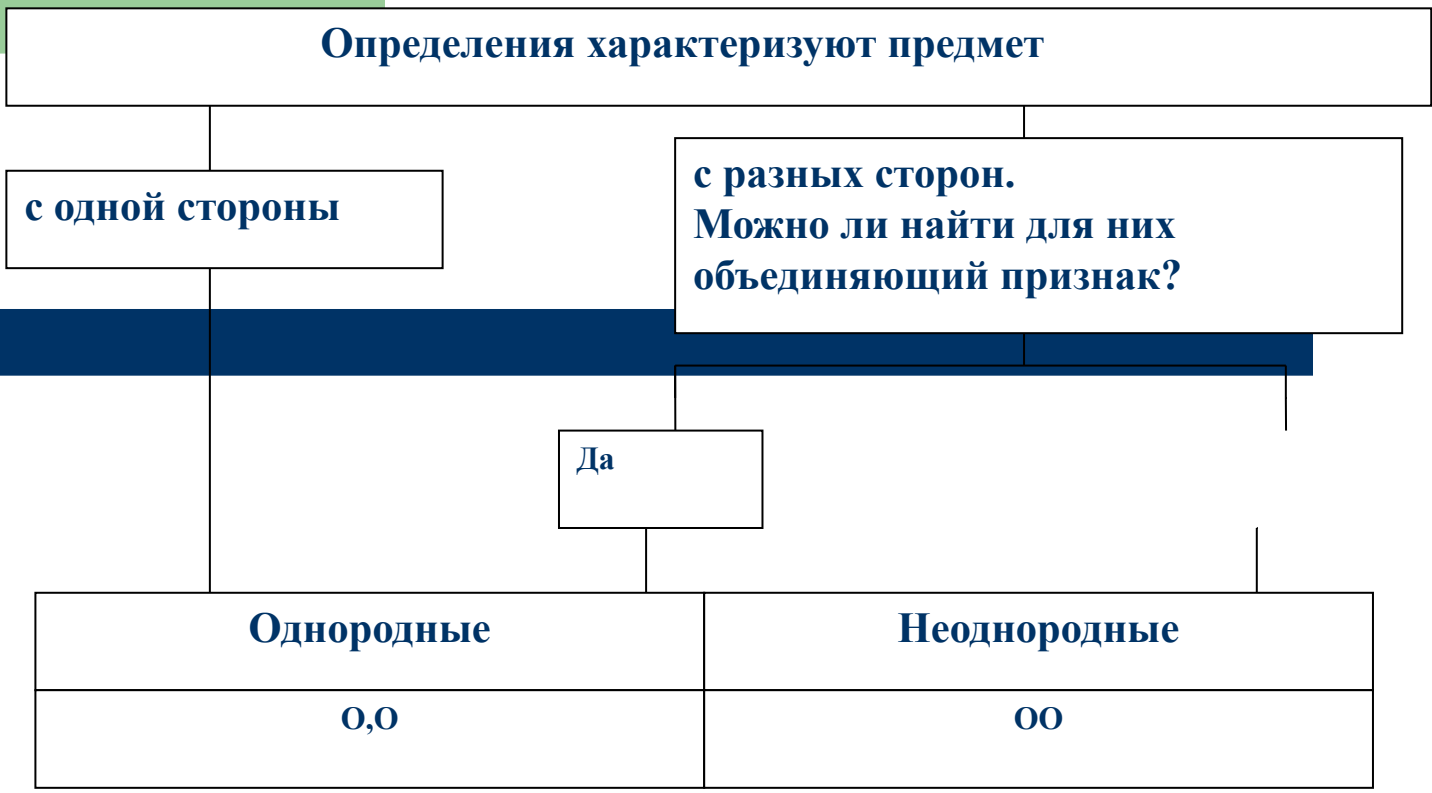 Определения характеризуют предмет
с одной стороны
с разных сторон.
Можно ли найти для них
объединяющий признак?
Да
Однородные
Неоднородные
О,О
ОО